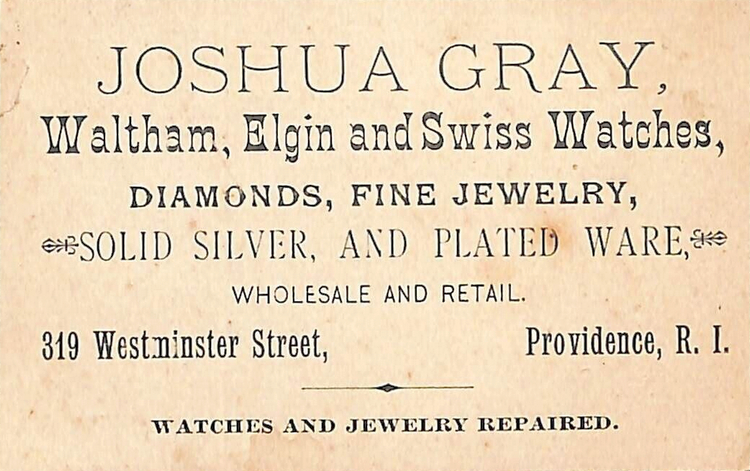 JOSHUA GRAY,
Waltham, Elgin and Swiss Watches,
DIAMONDS, FINE JEWELRY,
SOLID SILVER, AND PLATED WARE,
WHOLESALE AND RETAIL.
319 Westminster Street, Providence, R. I.
WATCHES AND JEWELRY REPAIRED.